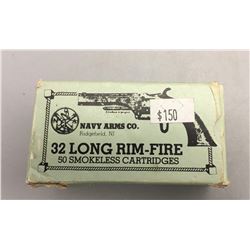 $150
NAVY ARMS CO.
Ridgefield, NJ
32 LONG RIM-FIRE
50 SMOKELESS CARTRIDGES